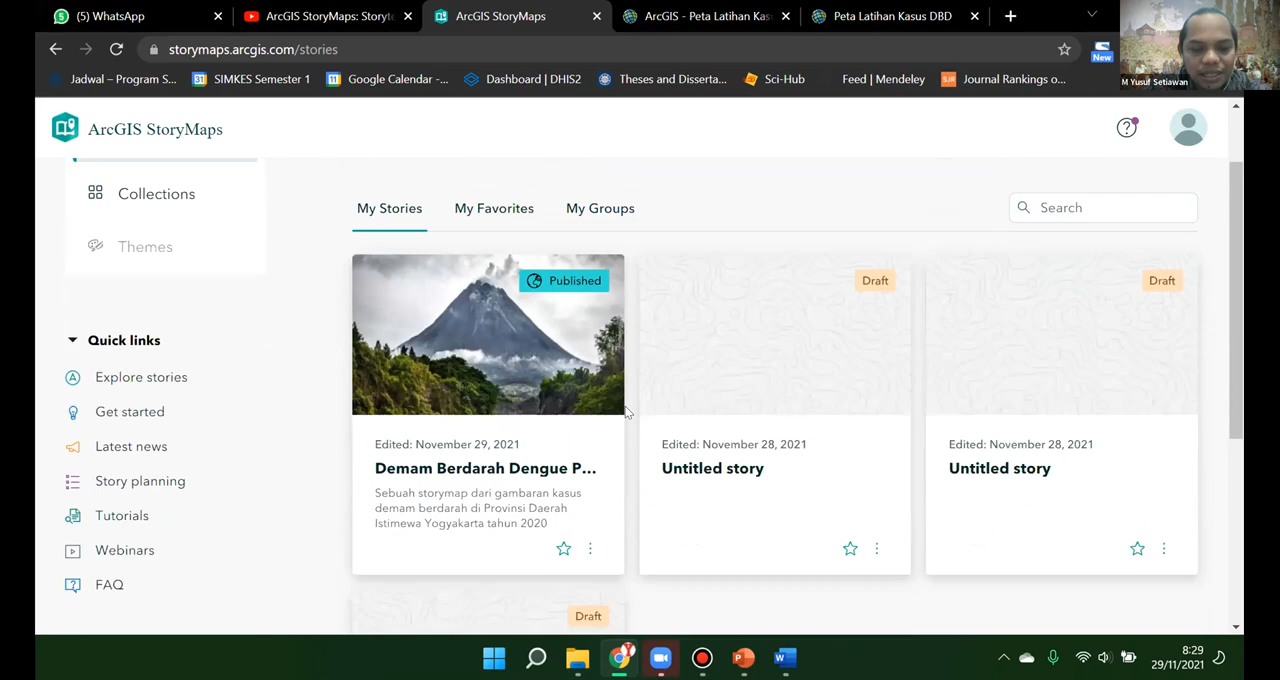 (5) WhatsApp
ArcGIS StoryMaps: Storyte
ArcGIS StoryMaps
ArcGIS - Peta Latihan Kas
Peta Latihan Kasus DBD
storymaps.arcgis.com/stories
New
M Yusuf Setiawan
Jadwal – Program S...
31 SIMKES Semester 1
11 Google Calendar -...
Dashboard | DHIS2
Theses and Disserta...
Sci-Hub
Feed | Mendeley
SJR Journal Rankings o...
ArcGIS StoryMaps
Collections
Themes
Quick links
Explore stories
Get started
Latest news
Story planning
Tutorials
Webinars
FAQ
My Stories
My Favorites
My Groups
Search
Published
Edited: November 29, 2021
Demam Berdarah Dengue P...
Sebuah storymap dari gambaran kasus
demam berdarah di Provinsi Daerah
Istimewa Yogyakarta tahun 2020
Draft
Edited: November 28, 2021
Untitled story
Draft
Edited: November 28, 2021
Untitled story
Draft
8:29
29/11/2021